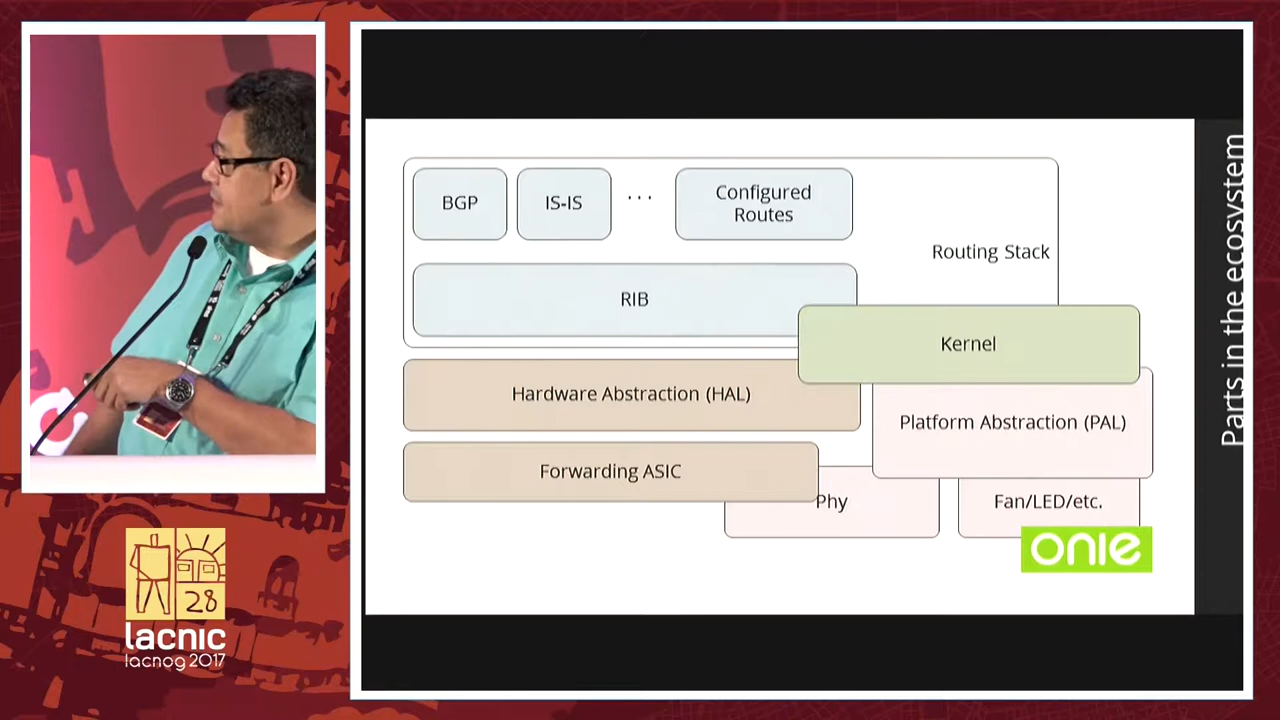 BGP
IS-IS
...
Configured
Routes
Routing Stack
RIB
Kernel
Hardware Abstraction (HAL)
Platform Abstraction (PAL)
Forwarding ASIC
Phy
Fan/LED/etc.
onie
Parts in the ecosystem
28
lacnic
lacnog 2017